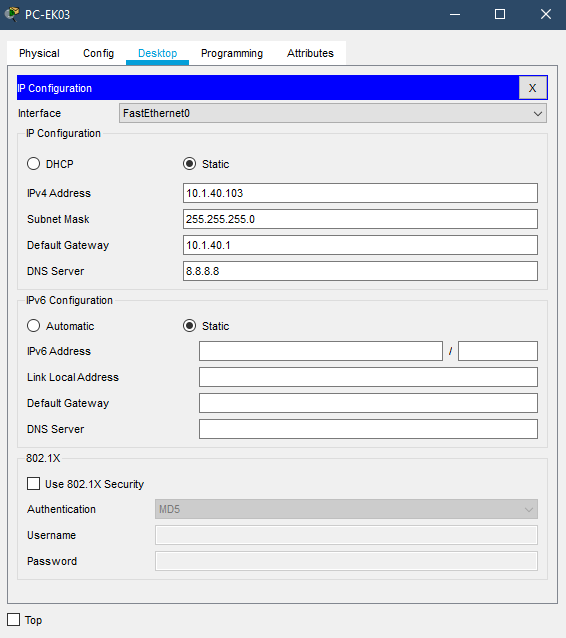 PC-EK03
Physical Config Desktop Programming Attributes
IP Configuration X
Interface FastEthernet0
IP Configuration
DHCP Static
IPv4 Address 10.1.40.103
Subnet Mask 255.255.255.0
Default Gateway 10.1.40.1
DNS Server 8.8.8.8
IPv6 Configuration
Automatic Static
IPv6 Address /
Link Local Address
Default Gateway
DNS Server
802.1X
Use 802.1X Security
Authentication MD5
Username
Password
Top